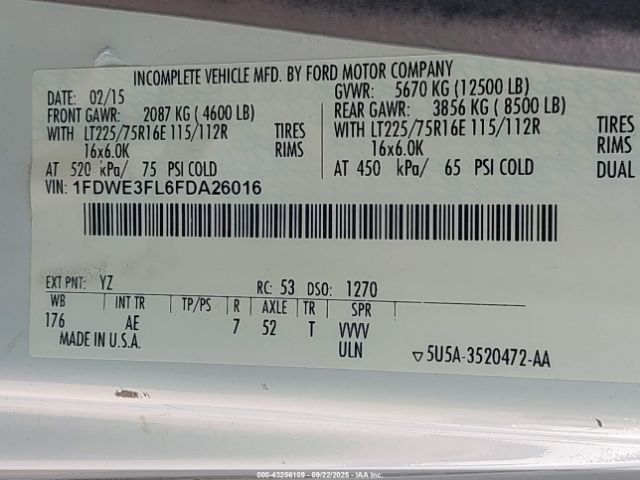 INCOMPLETE VEHICLE MFD. BY FORD MOTOR COMPANY
DATE: 02/15 GVWR: 5670 KG (12500 LB)
FRONT GAWR: 2087 KG ( 4600 LB) REAR GAWR: 3856 KG ( 8500 LB)
WITH LT225/75R16E 115/112R TIRES WITH LT225/75R16E 115/112R TIRES
16x6.0K RIMS 16x6.0K RIMS
AT 520 kPa/ 75 PSI COLD AT 450 kPa/ 65 PSI COLD DUAL
VIN: 1FDWE3FL6FDA26016
EXT PNT: YZ RC: 53 DSO: 1270
WB INT TR TP/PS R AXLE TR SPR
176 AE 7 52 T VVVV
MADE IN U.S.A. ULN ▽5U5A-3520472-AA
000-43256109 - 09/22/2025 - Copyright IAA, Inc.